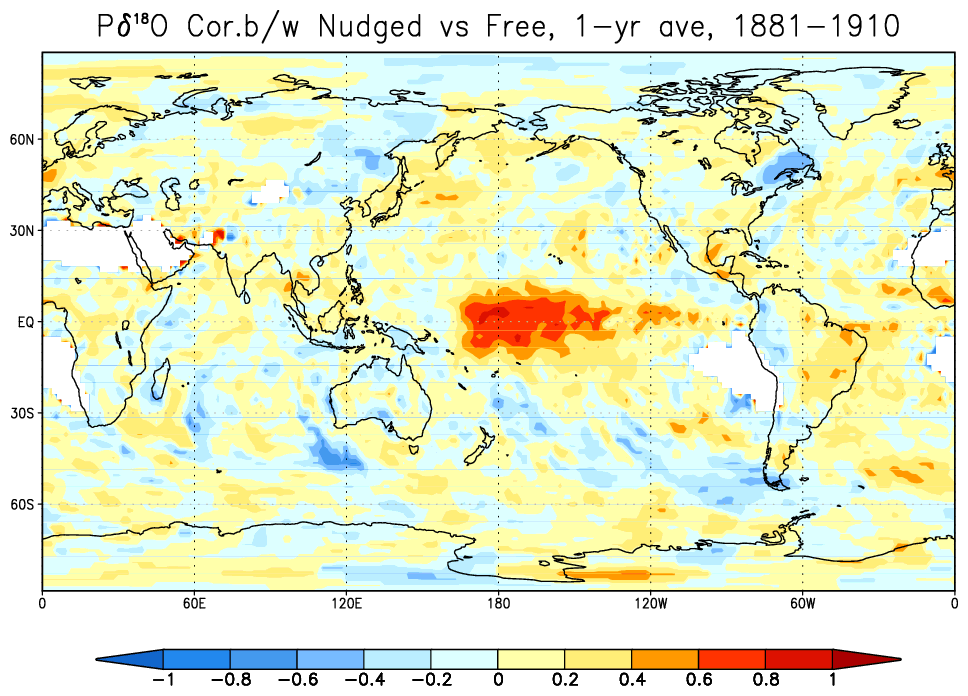 Pδ¹⁸O Cor.b/w Nudged vs Free, 1−yr ave, 1881−1910
60N
30N
EQ
30S
60S
0 60E 120E 180 120W 60W 0
−1 −0.8 −0.6 −0.4 −0.2 0 0.2 0.4 0.6 0.8 1